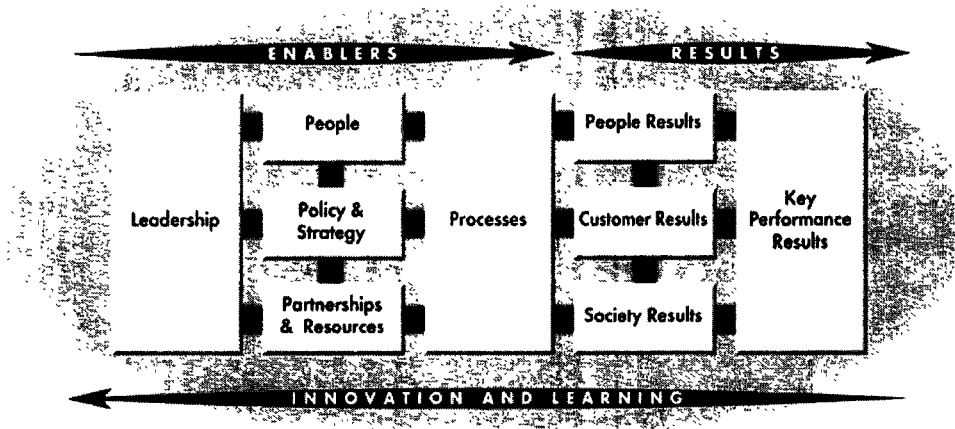 ENABLERS
RESULTS
Leadership
People
Policy &
Strategy
Partnerships
& Resources
Processes
People Results
Customer Results
Society Results
Key
Performance
Results
INNOVATION AND LEARNING